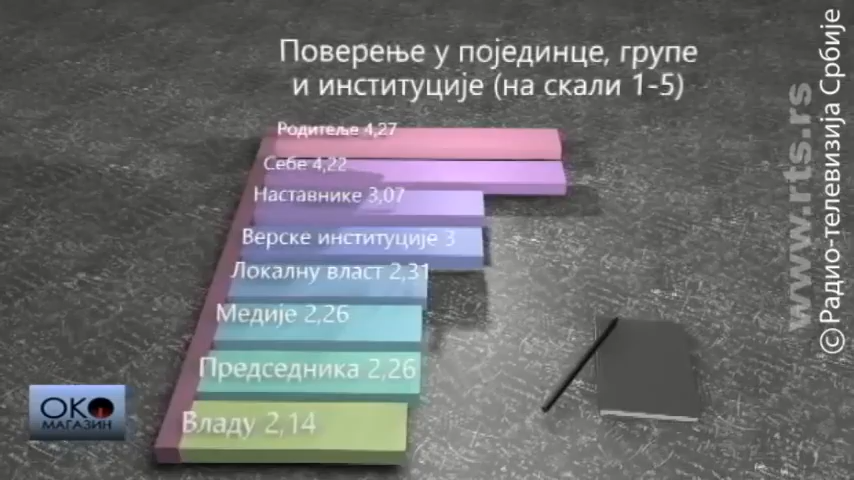 Поверење у појединце, групе
и институције (на скали 1-5)
Родитеље 4,27
Себе 4,22
Наставнике 3,07
Верске институције 3
Локалну власт 2,31
Медије 2,26
Председника 2,26
Владу 2,14
ОКО
МАГАЗИН
www.rts.rs
©Радио-телевизија Србије